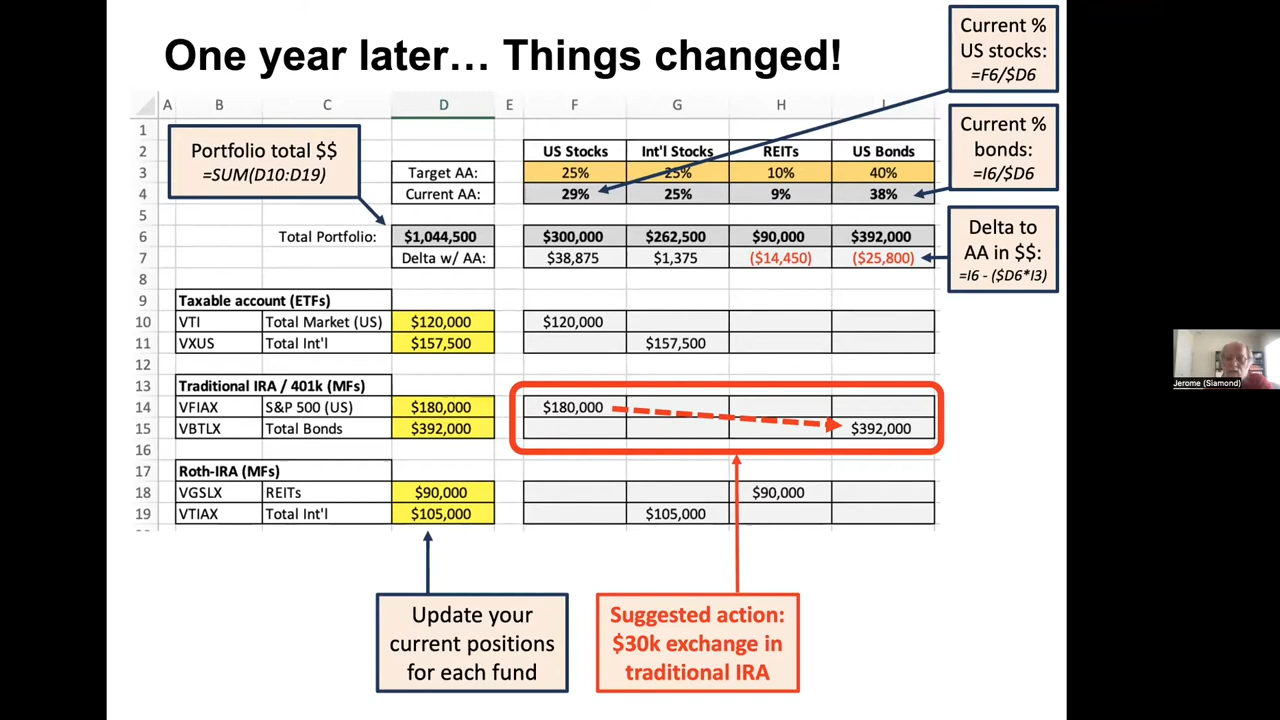 One year later… Things changed!
Current %
US stocks:
=F6/$D6
A B C D E F G H I
1
Portfolio total $$
=SUM(D10:D19)
Current %
bonds:
=I6/$D6
2 US Stocks Int'l Stocks REITs US Bonds
3 Target AA: 25% 25% 10% 40%
4 Current AA: 29% 25% 9% 38%
5
6 Total Portfolio: $1,044,500 $300,000 $262,500 $90,000 $392,000
7 Delta w/ AA: $38,875 $1,375 ($14,450) ($25,800)
Delta to
AA in $$:
=I6 - ($D6*I3)
8
9 Taxable account (ETFs)
10 VTI Total Market (US) $120,000 $120,000
11 VXUS Total Int'l $157,500 $157,500
12
13 Traditional IRA / 401k (MFs)
14 VFIAX S&P 500 (US) $180,000 $180,000
15 VBTLX Total Bonds $392,000 $392,000
16
17 Roth-IRA (MFs)
18 VGSLX REITs $90,000 $90,000
19 VTIAX Total Int'l $105,000 $105,000
Update your
current positions
for each fund
Suggested action:
$30k exchange in
traditional IRA
Jerome (Siamond)